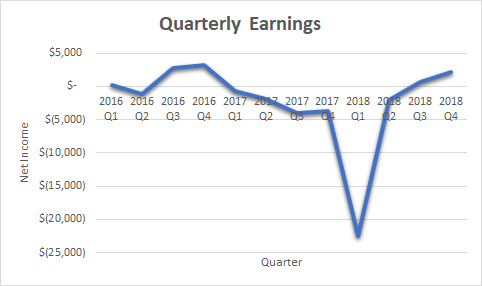 Quarterly Earnings
$5,000
$-
$(5,000)
$(10,000)
$(15,000)
$(20,000)
$(25,000)
Net Income
2016 2016 2016 2016 2017 2017 2017 2017 2018 2018 2018 2018
Q1 Q2 Q3 Q4 Q1 Q2 Q3 Q4 Q1 Q2 Q3 Q4
Quarter